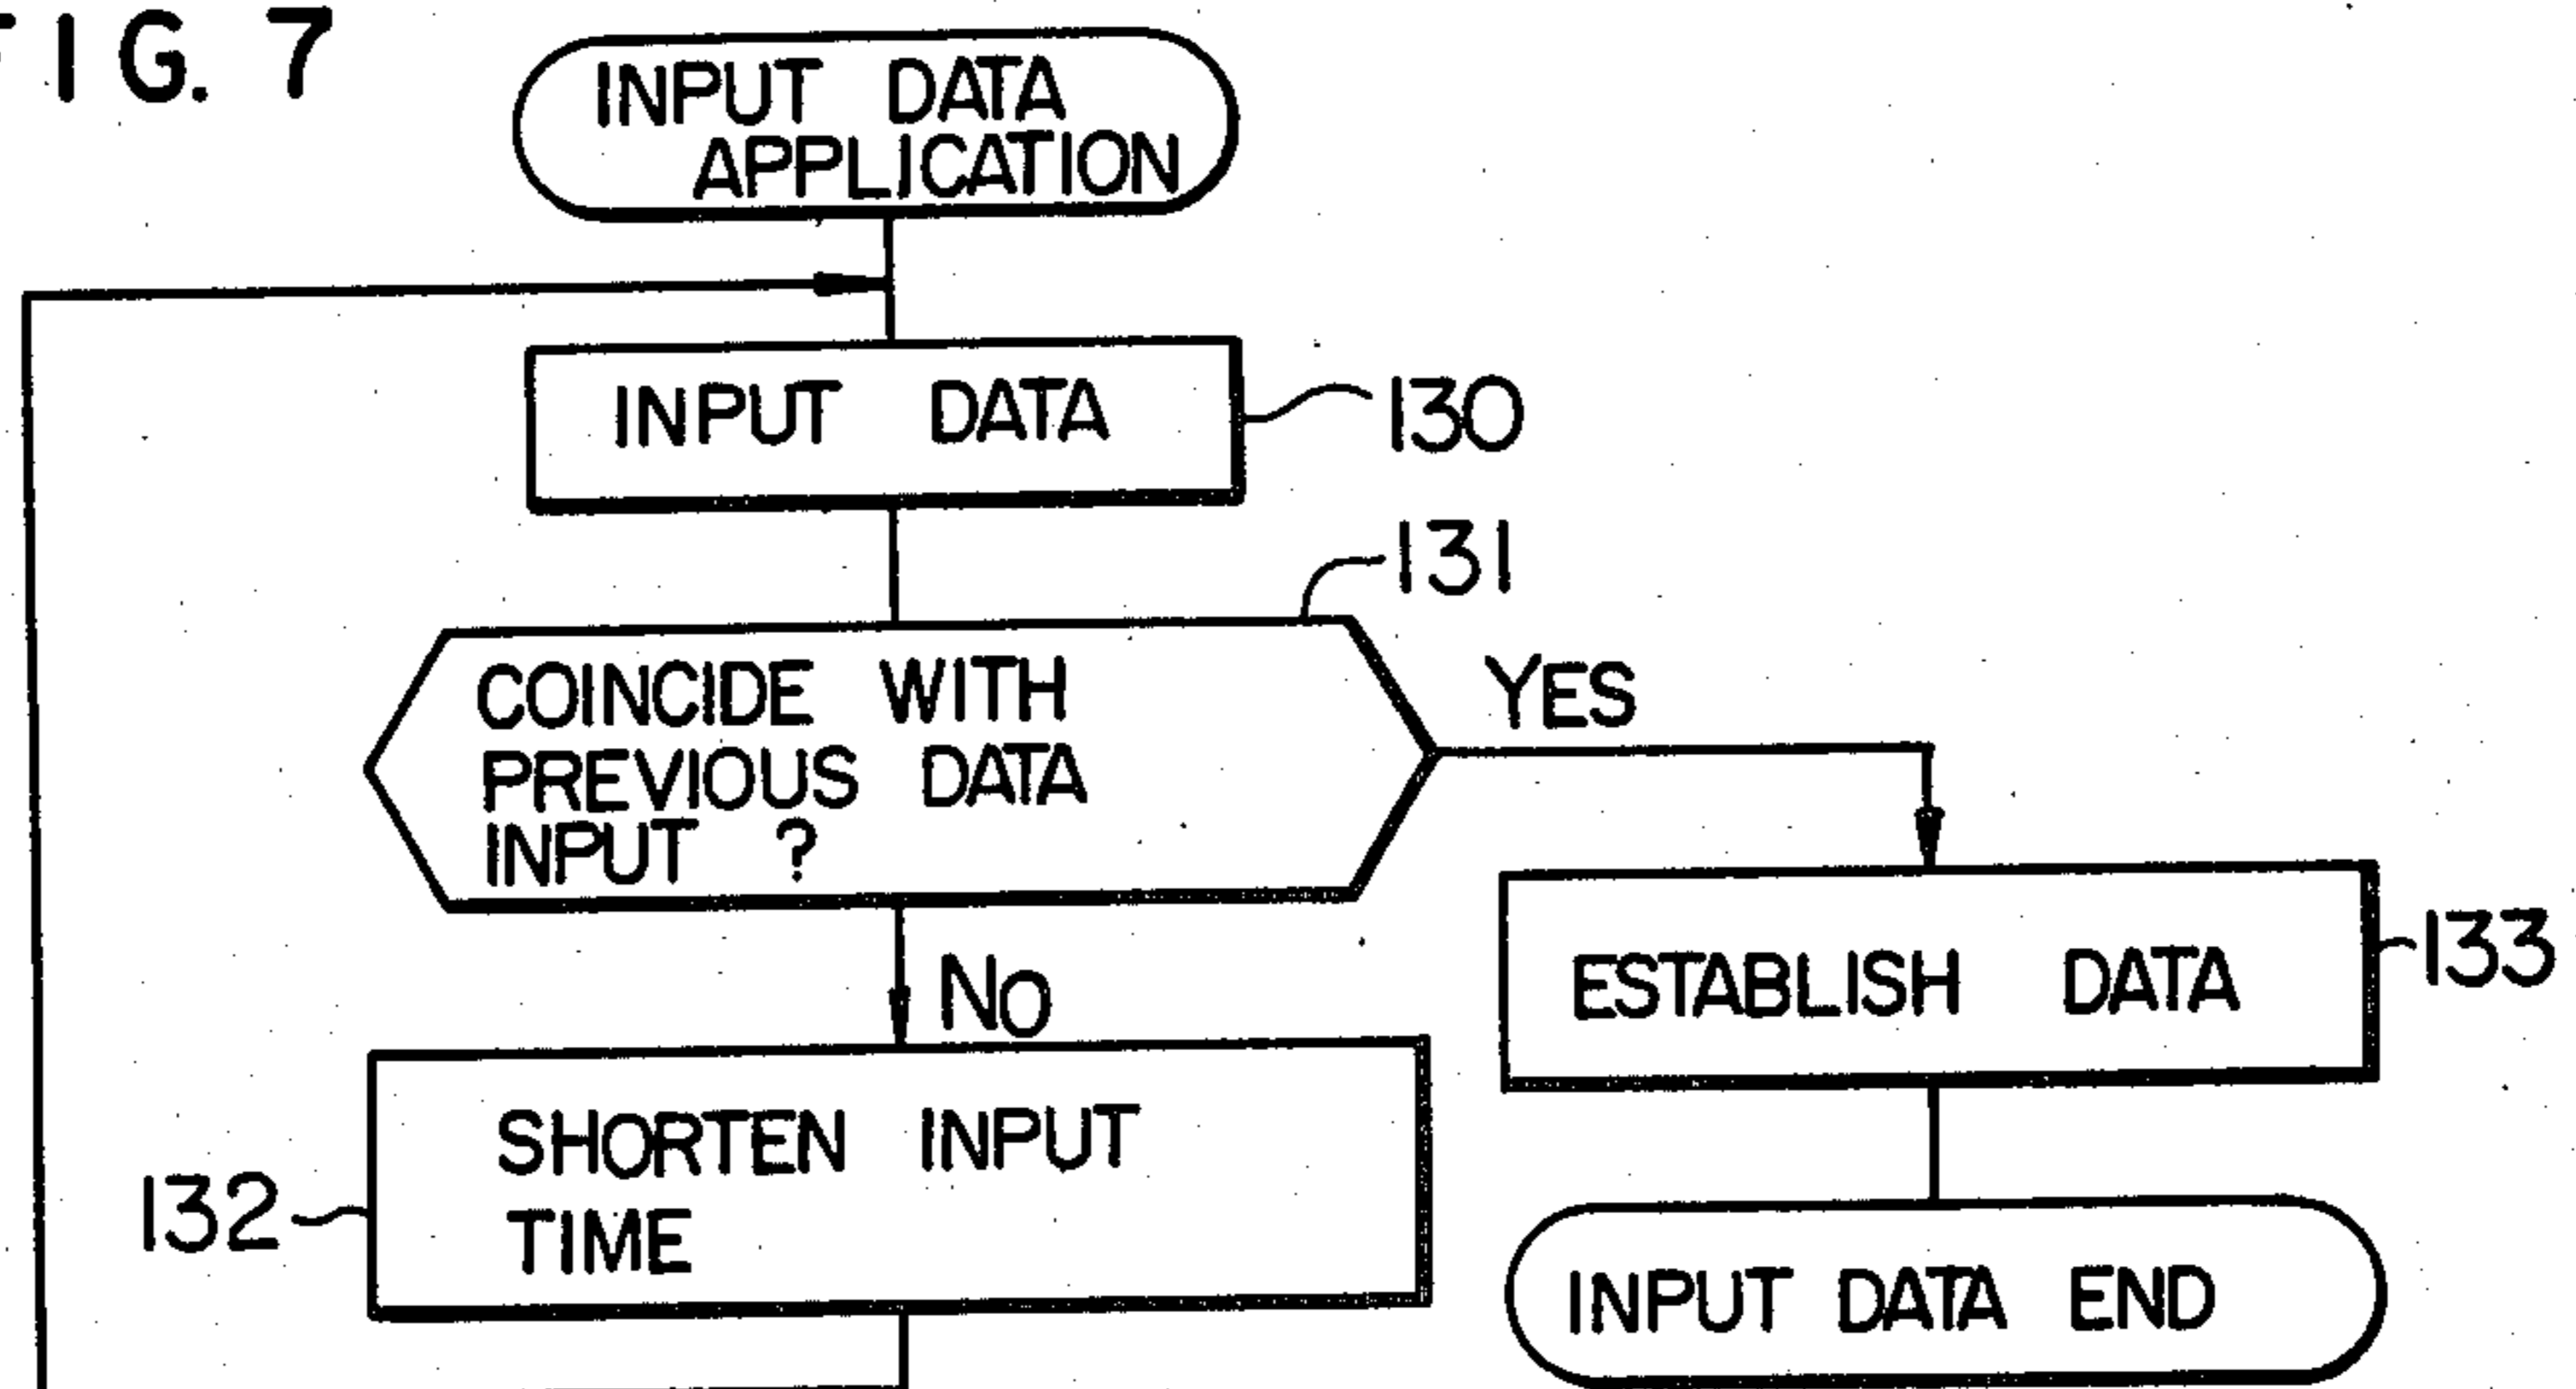 FIG. 7
INPUT DATA
APPLICATION
INPUT DATA
130
131
COINCIDE WITH
PREVIOUS DATA
INPUT ?
YES
NO
ESTABLISH DATA
133
SHORTEN INPUT
TIME
132
INPUT DATA END